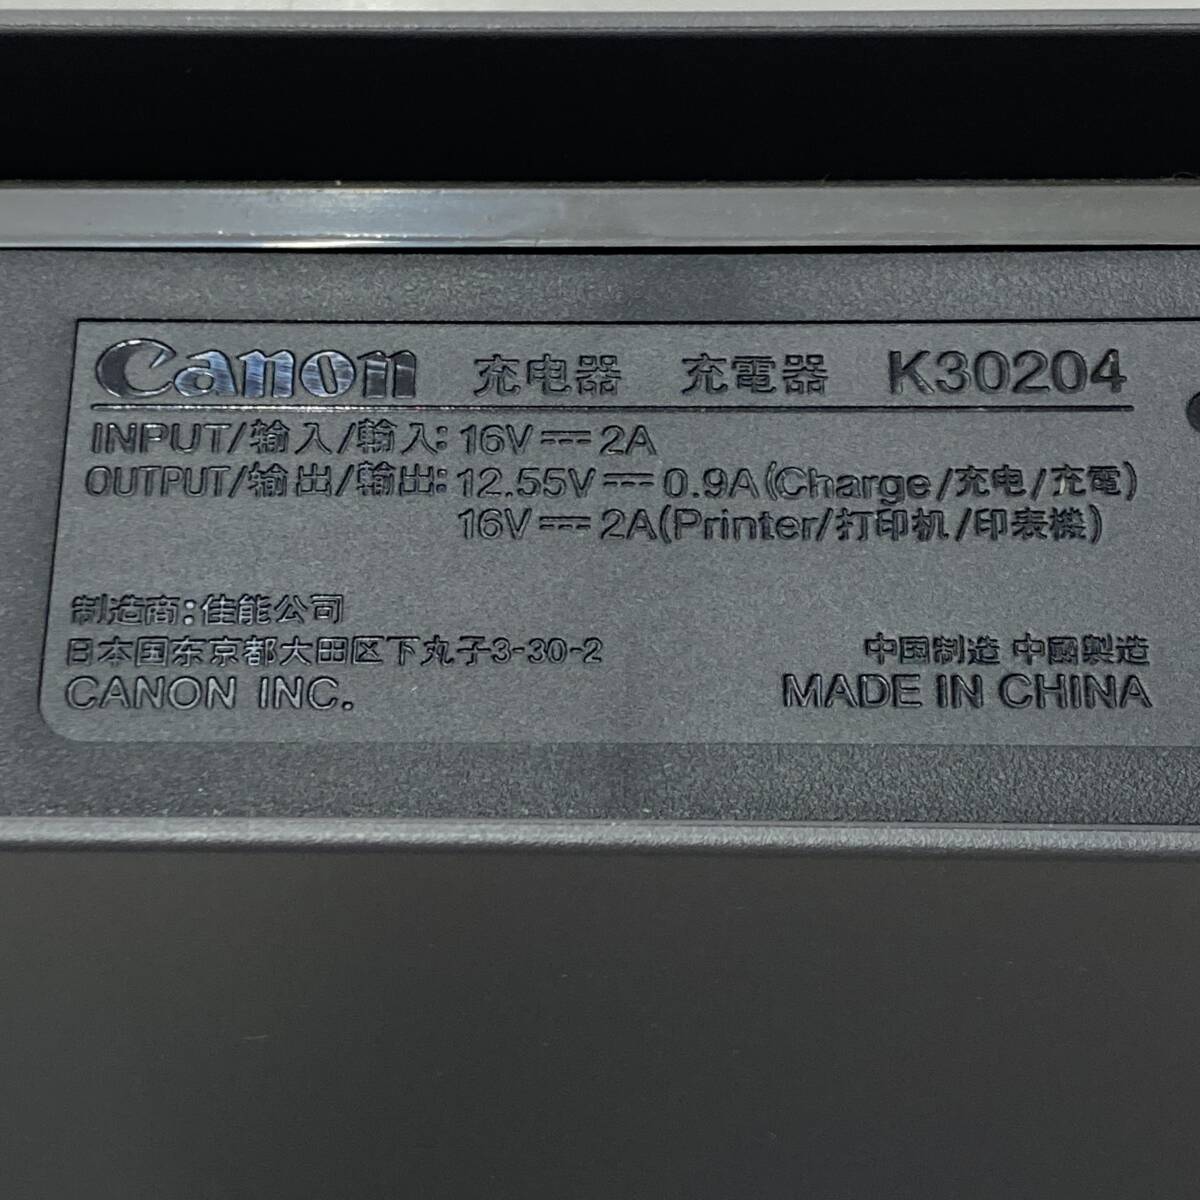 Canon 充电器 充電器 K30204
INPUT/输入/輸入: 16V⎓2A
OUTPUT/输出/輸出: 12.55V⎓0.9A(Charge/充电/充電)
16V⎓2A(Printer/打印机/印表機)
制造商:佳能公司
日本国东京都大田区下丸子3-30-2
CANON INC.
中国制造 中國製造
MADE IN CHINA